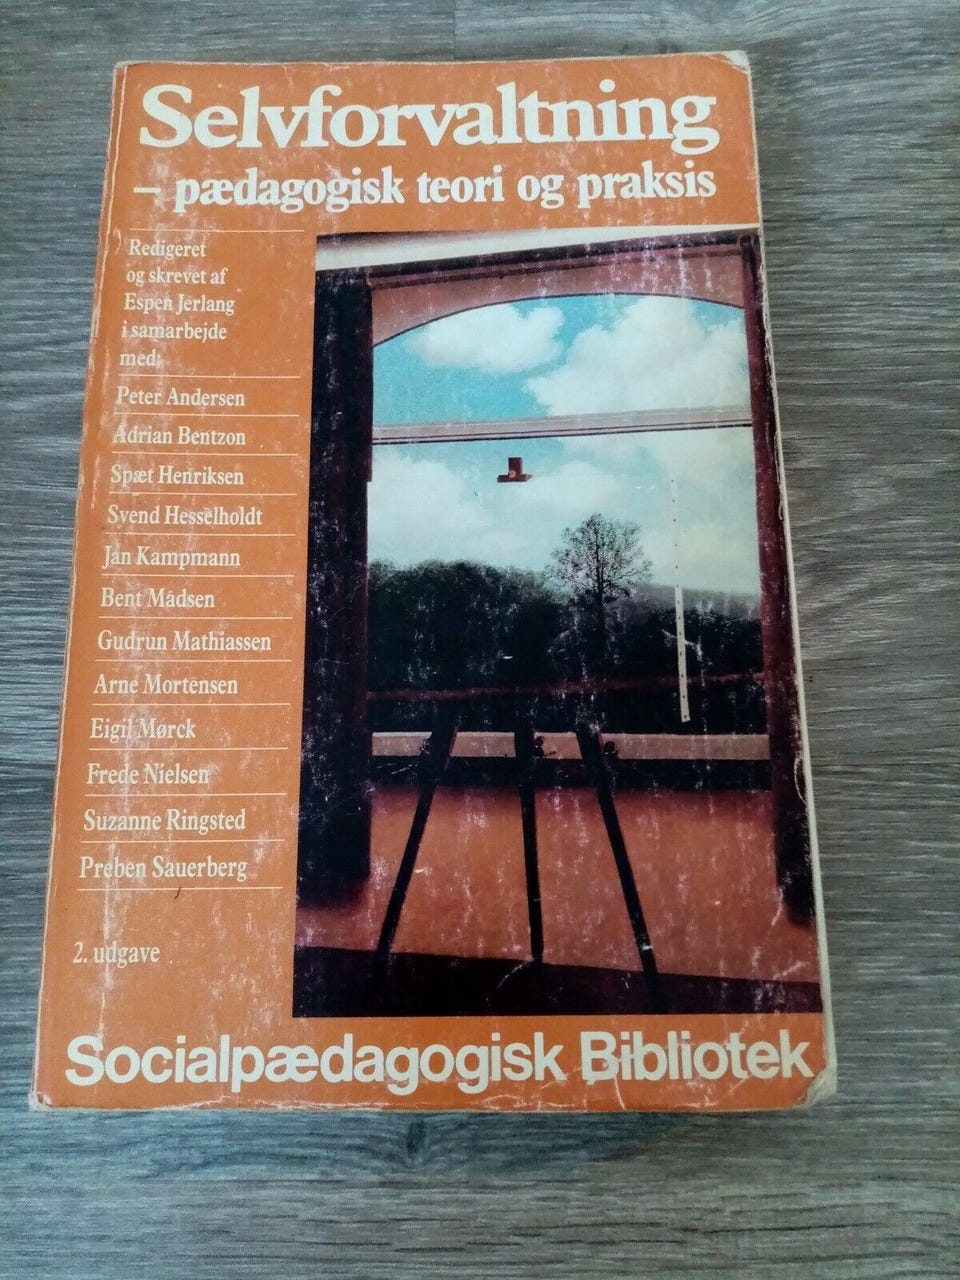 Selvforvaltning
– pædagogisk teori og praksis
Redigeret
og skrevet af
Espen Jerlang
i samarbejde
med:
Peter Andersen
Adrian Bentzon
Spæt Henriksen
Svend Hesselholdt
Jan Kampmann
Bent Madsen
Gudrun Mathiassen
Arne Mortensen
Eigil Mørck
Frede Nielsen
Suzanne Ringsted
Preben Sauerberg
2. udgave
Socialpædagogisk Bibliotek